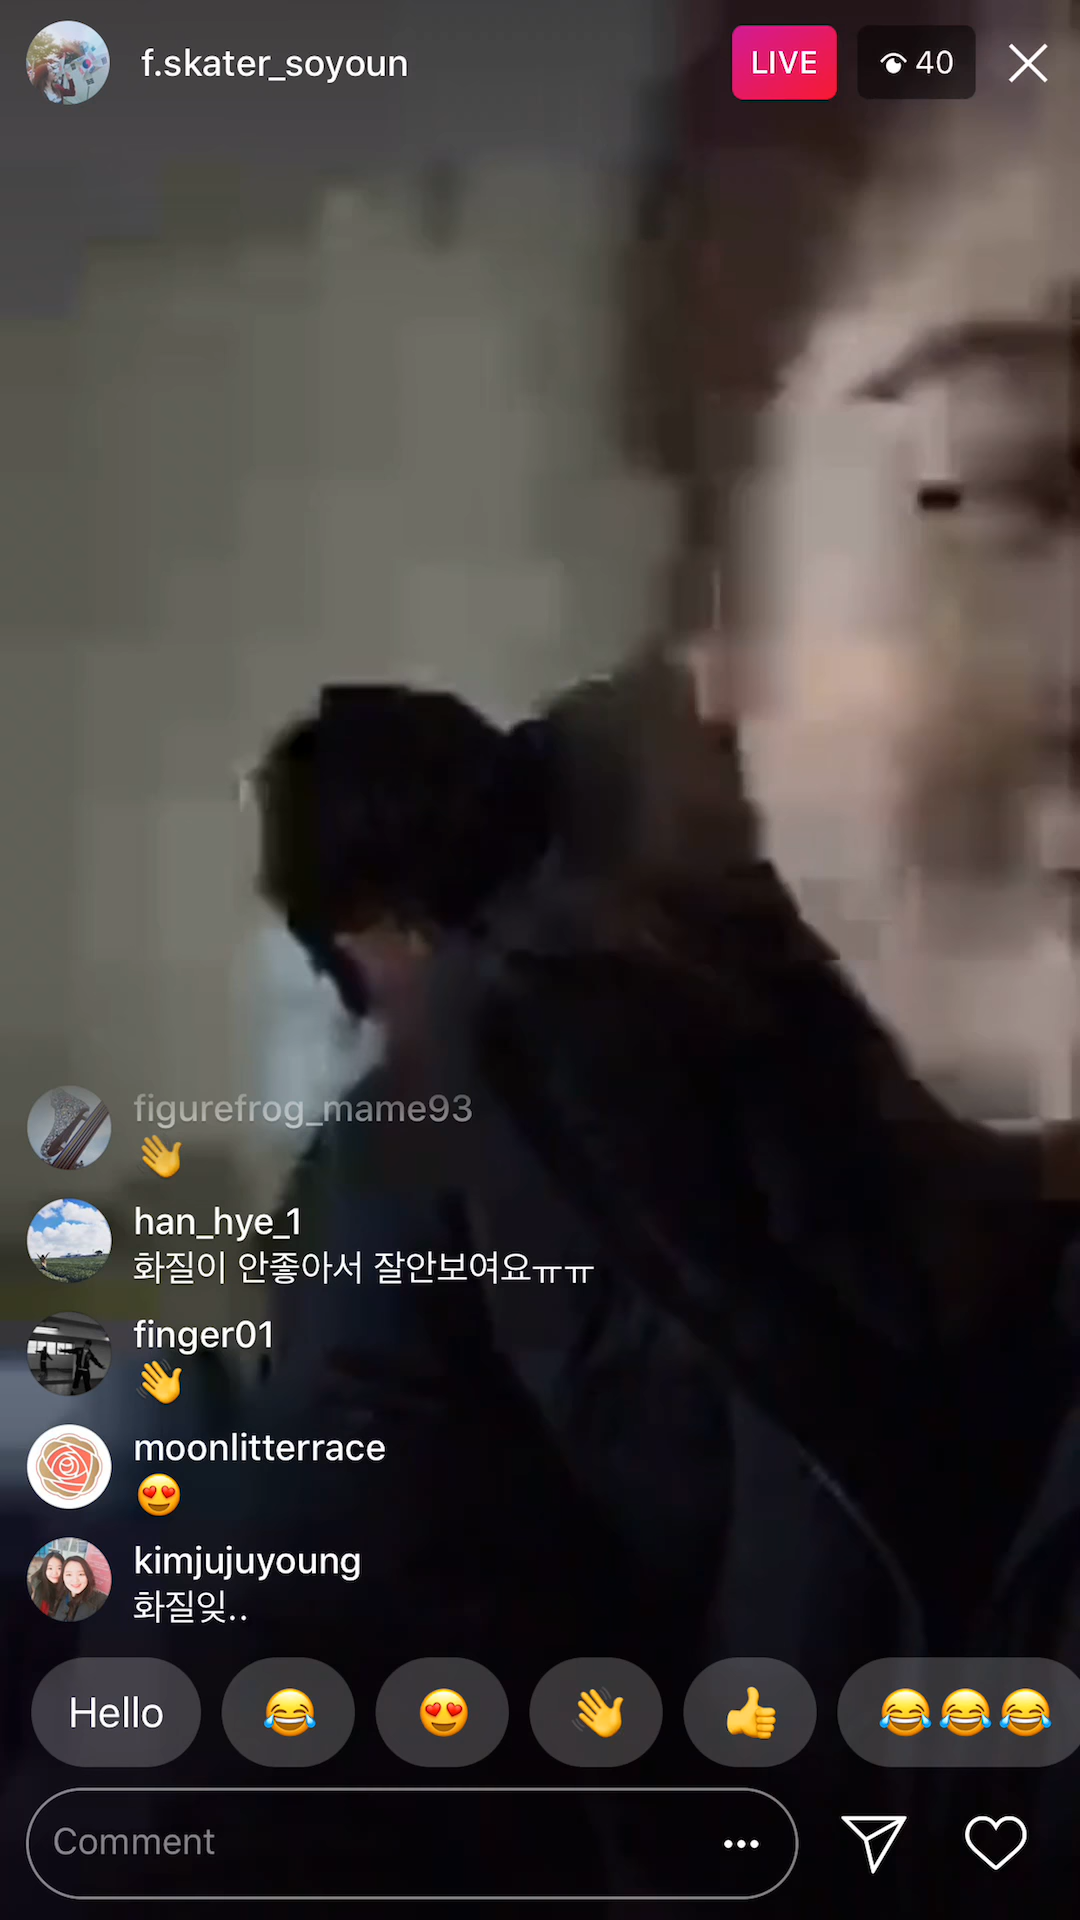 f.skater_soyoun
LIVE
40
figurefrog_mame93
👋
han_hye_1
화질이 안좋아서 잘안보여요ㅠㅠ
finger01
👋
moonlitterrace
😍
kimjujuyoung
화질잊..
Hello 😂 😍 👋 👍 😂😂😂
Comment